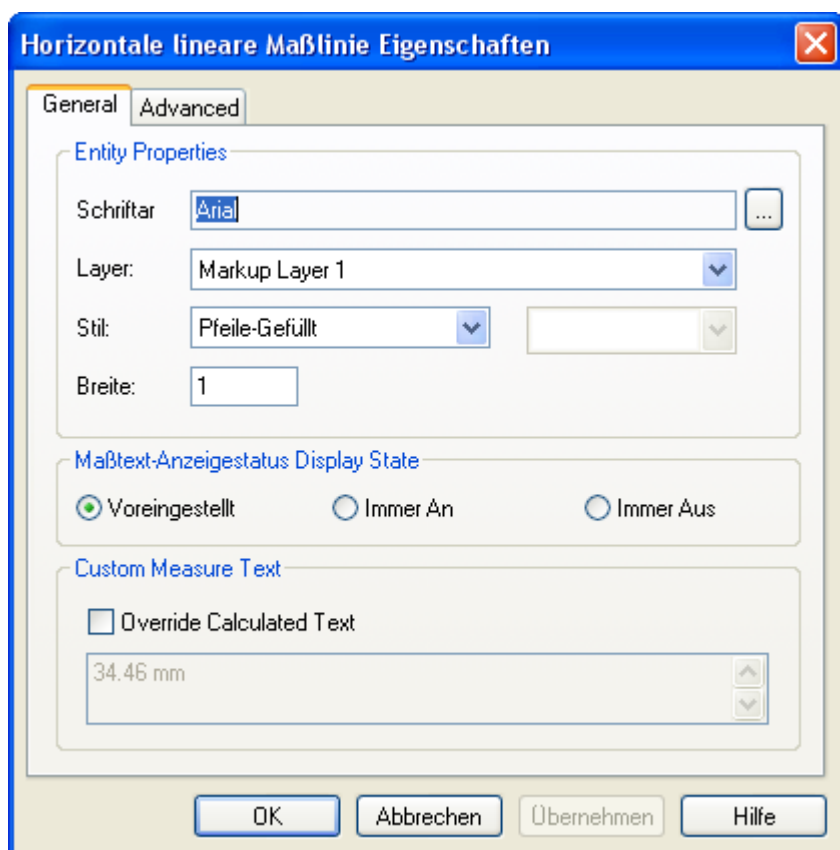 Horizontale lineare Maßlinie Eigenschaften
General Advanced
Entity Properties
Schriftar Arial ...
Layer: Markup Layer 1
Stil: Pfeile-Gefüllt
Breite: 1
Maßtext-Anzeigestatus Display State
Voreingestellt Immer An Immer Aus
Custom Measure Text
Override Calculated Text
34.46 mm
OK Abbrechen Übernehmen Hilfe